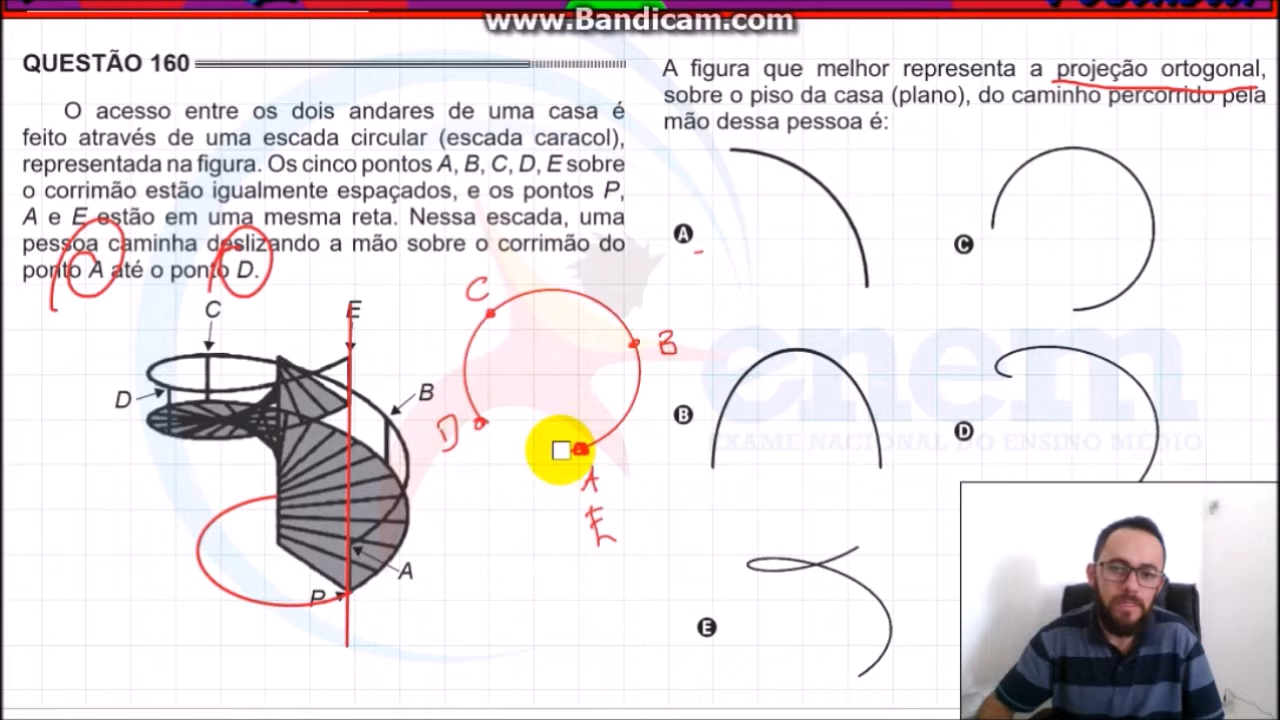 www.Bandicam.com
QUESTÃO 160
O acesso entre os dois andares de uma casa é
feito através de uma escada circular (escada caracol),
representada na figura. Os cinco pontos A, B, C, D, E sobre
o corrimão estão igualmente espaçados, e os pontos P,
A e E estão em uma mesma reta. Nessa escada, uma
pessoa caminha deslizando a mão sobre o corrimão do
ponto A até o ponto D.
C
E
D
B
A
P
C
B
D
A
E
A figura que melhor representa a projeção ortogonal,
sobre o piso da casa (plano), do caminho percorrido pela
mão dessa pessoa é:
A
C
B
D
E
enem
EXAME NACIONAL DO ENSINO MÉDIO